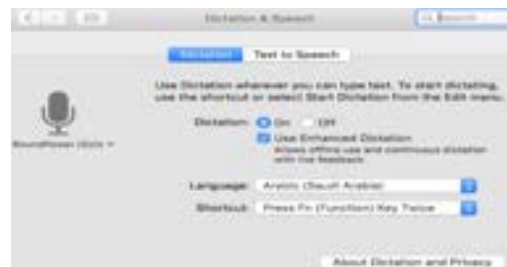 Dictation & Speech
Search
Dictation
Text to Speech
Use Dictation wherever you can type text. To start dictating,
use the shortcut or select Start Dictation from the Edit menu.
Dictation:
On
Off
Use Enhanced Dictation
Allows offline use and continuous dictation
with live feedback
Language:
Arabic (Saudi Arabia)
Shortcut:
Press Fn (Function) Key Twice
About Dictation and Privacy